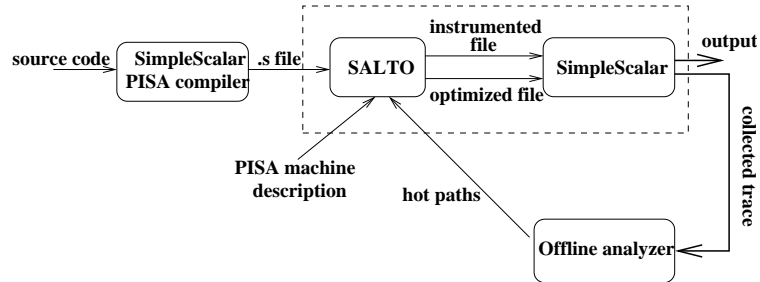 source code
SimpleScalar
PISA compiler
.s file
SALTO
instrumented
file
optimized file
SimpleScalar
output
collected trace
PISA machine
description
hot paths
Offline analyzer